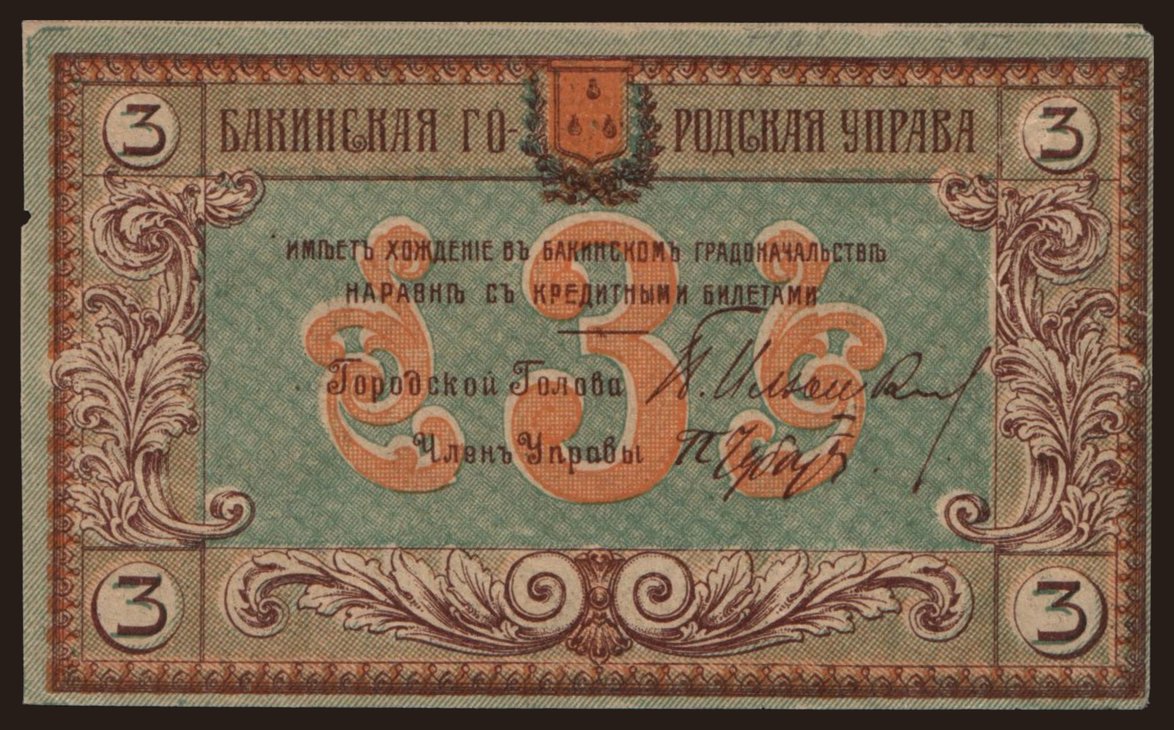 3 БАКИНСКАЯ ГО- РОДСКАЯ УПРАВА 3
ИМѢЕТЪ ХОЖДЕНІЕ ВЪ БАКИНСКОМЪ ГРАДОНАЧАЛЬСТВѢ
НАРАВНѢ СЪ КРЕДИТНЫМИ БИЛЕТАМИ
3
Городской Голова
Членъ Управы
3 3